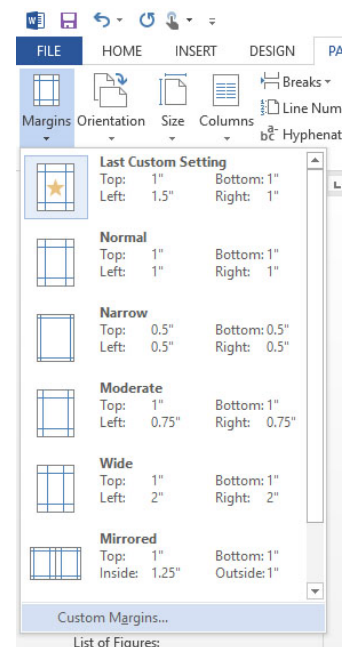 FILE HOME INSERT DESIGN PA
Breaks
Line Num
Margins Orientation Size Columns
bc Hyphenat
Last Custom Setting
Top: 1" Bottom: 1"
Left: 1.5" Right: 1"
Normal
Top: 1" Bottom: 1"
Left: 1" Right: 1"
Narrow
Top: 0.5" Bottom: 0.5"
Left: 0.5" Right: 0.5"
Moderate
Top: 1" Bottom: 1"
Left: 0.75" Right: 0.75"
Wide
Top: 1" Bottom: 1"
Left: 2" Right: 2"
Mirrored
Top: 1" Bottom: 1"
Inside: 1.25" Outside: 1"
Custom Margins...
List of Figures: